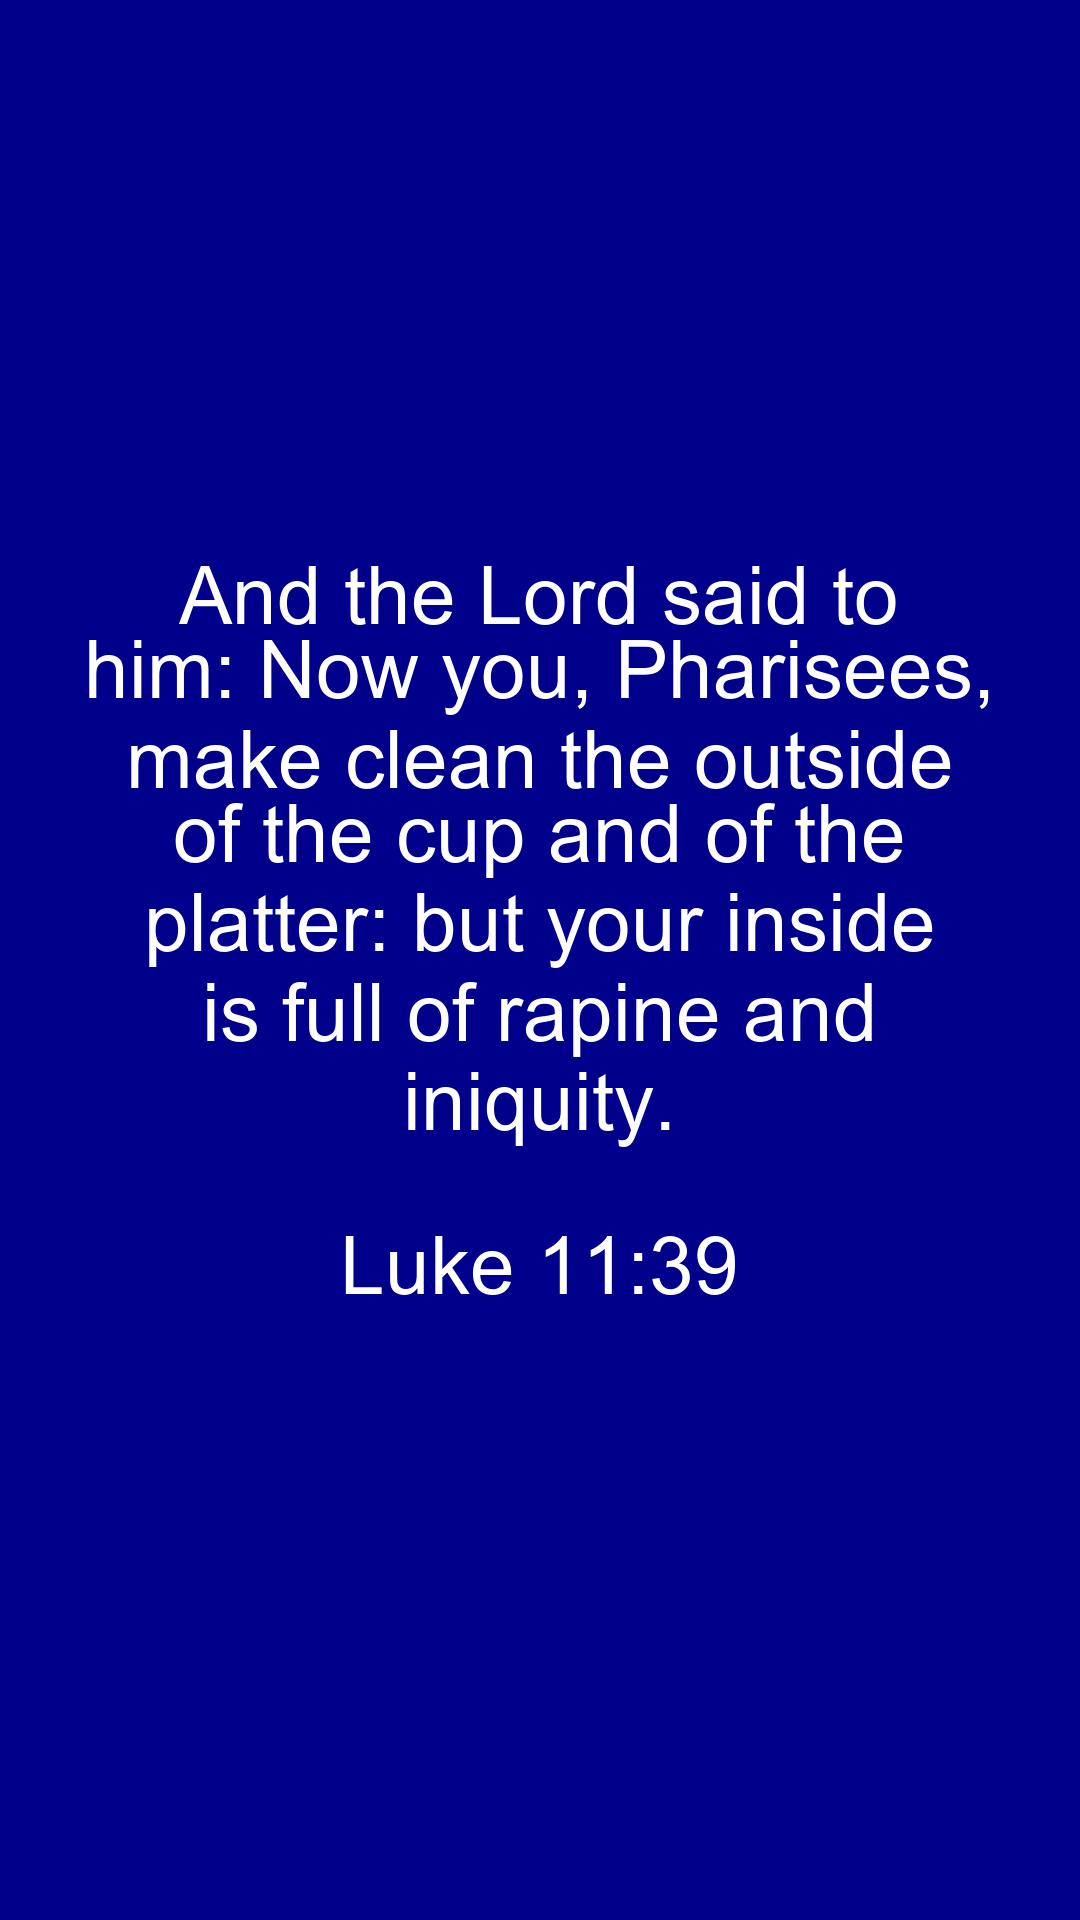 And the Lord said to
him: Now you, Pharisees,
make clean the outside
of the cup and of the
platter: but your inside
is full of rapine and
iniquity.
Luke 11:39